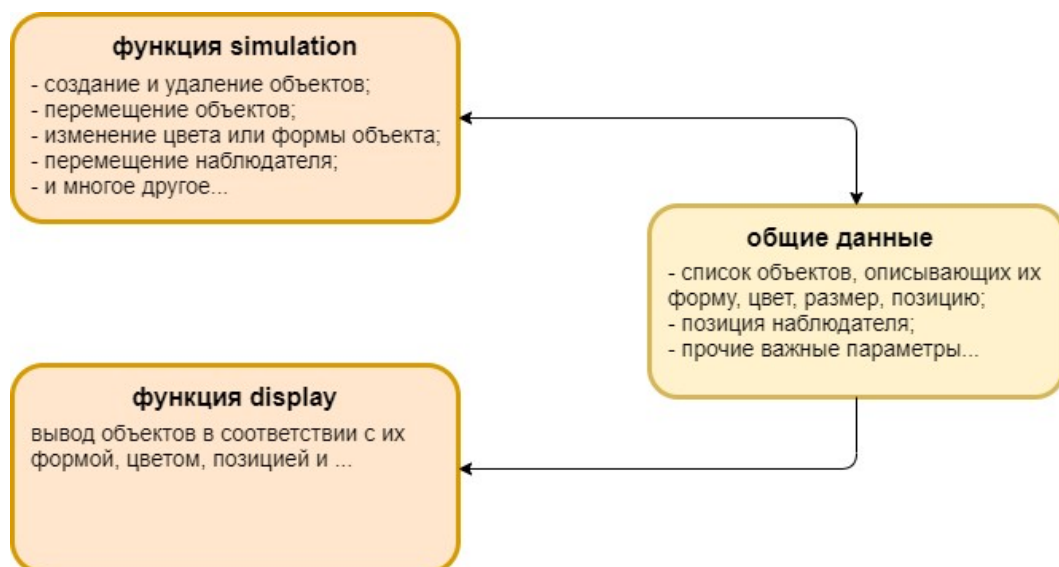 функция simulation
- создание и удаление объектов;
- перемещение объектов;
- изменение цвета или формы объекта;
- перемещение наблюдателя;
- и многое другое...
общие данные
- список объектов, описывающих их
форму, цвет, размер, позицию;
- позиция наблюдателя;
- прочие важные параметры...
функция display
вывод объектов в соответствии с их
формой, цветом, позицией и ...